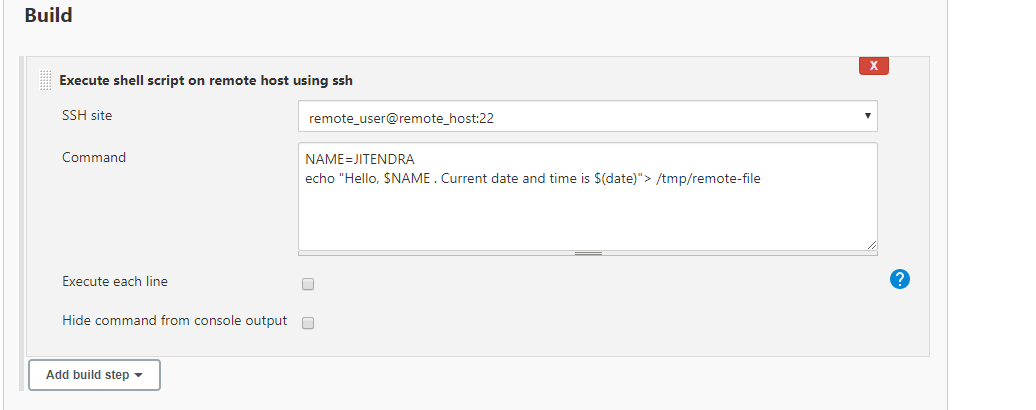 Build
X
Execute shell script on remote host using ssh
SSH site
remote_user@remote_host:22
Command
NAME=JITENDRA
echo "Hello, $NAME . Current date and time is $(date)"> /tmp/remote-file
Execute each line
?
Hide command from console output
Add build step